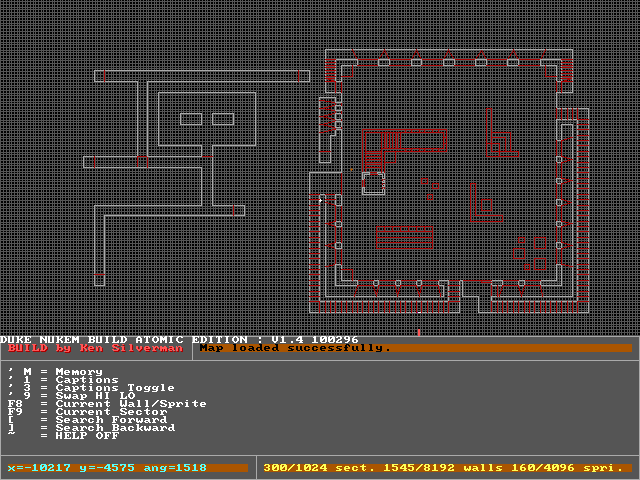 DUKE NUKEM BUILD ATOMIC EDITION : V1.4 100296
BUILD by Ken Silverman
Map loaded successfully.
' M = Memory
' 1 = Captions
' 3 = Captions Toggle
' 9 = Swap HI LO
F8 = Current Wall/Sprite
F9 = Current Sector
[ = Search Forward
] = Search Backward
~ = HELP OFF
x=-10217 y=-4575 ang=1518
300/1024 sect. 1545/8192 walls 160/4096 spri.